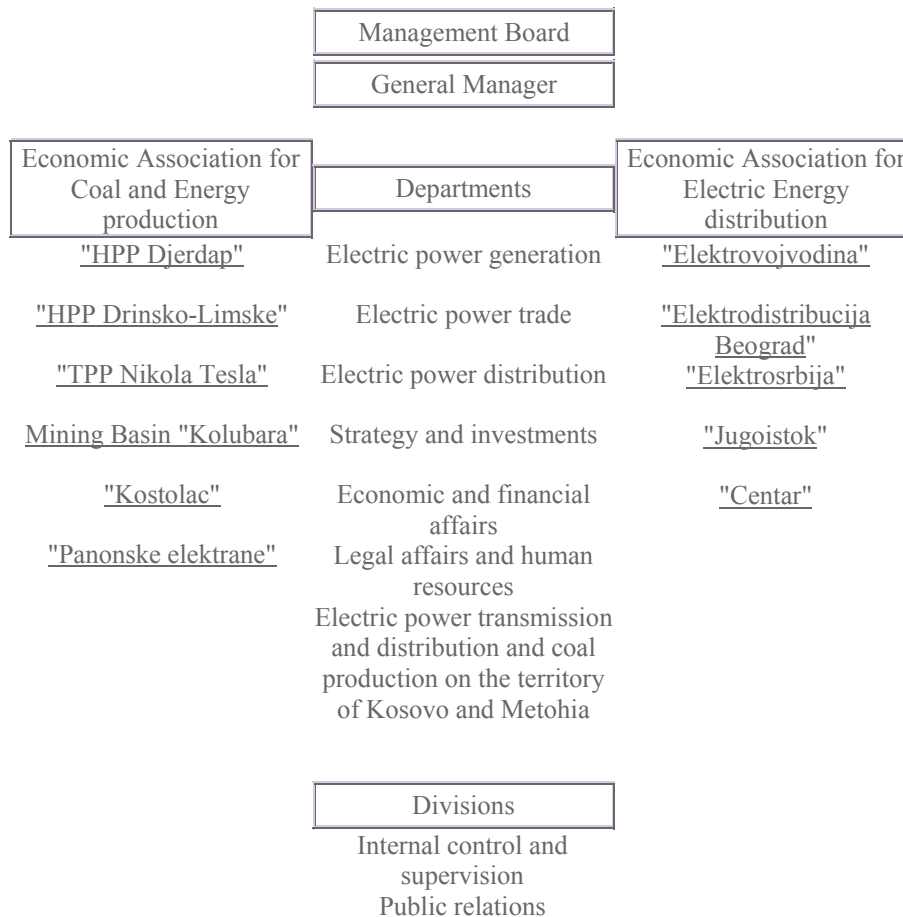 Management Board
General Manager
Economic Association for
Coal and Energy
production
"HPP Djerdap"
"HPP Drinsko-Limske"
"TPP Nikola Tesla"
Mining Basin "Kolubara"
"Kostolac"
"Panonske elektrane"
Departments
Electric power generation
Electric power trade
Electric power distribution
Strategy and investments
Economic and financial
affairs
Legal affairs and human
resources
Electric power transmission
and distribution and coal
production on the territory
of Kosovo and Metohia
Economic Association for
Electric Energy
distribution
"Elektrovojvodina"
"Elektrodistribucija
Beograd"
"Elektrosrbija"
"Jugoistok"
"Centar"
Divisions
Internal control and
supervision
Public relations